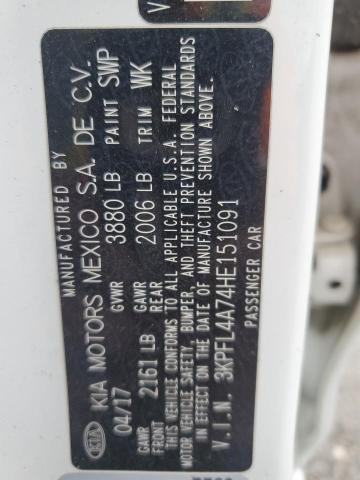 MANUFACTURED BY
KIA KIA MOTORS MEXICO S.A. DE C.V.
04/17 GVWR 3880 LB PAINT SWP
GAWR FRONT 2161 LB GAWR REAR 2006 LB TRIM WK
THIS VEHICLE CONFORMS TO ALL APPLICABLE U.S.A. FEDERAL
MOTOR VEHICLE SAFETY, BUMPER, AND THEFT PREVENTION STANDARDS
IN EFFECT ON THE DATE OF MANUFACTURE SHOWN ABOVE.
V.I.N. 3KPFL4A74HE151091
PASSENGER CAR